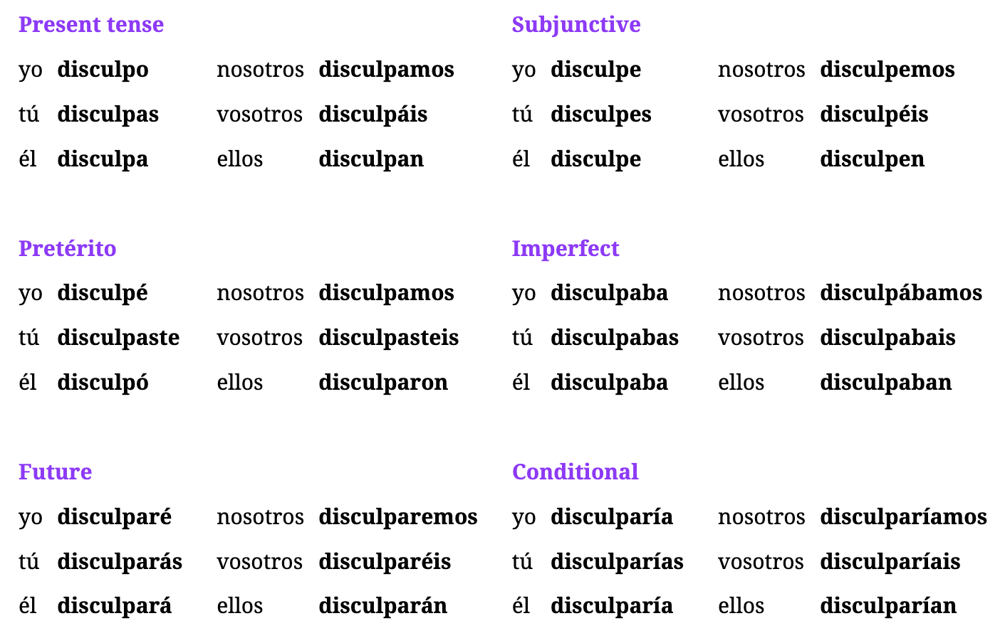 Present tense
yo disculpo nosotros disculpamos
tú disculpas vosotros disculpáis
él disculpa ellos disculpan
Subjunctive
yo disculpe nosotros disculpemos
tú disculpes vosotros disculpéis
él disculpe ellos disculpen
Pretérito
yo disculpé nosotros disculpamos
tú disculpaste vosotros disculpasteis
él disculpó ellos disculparon
Imperfect
yo disculpaba nosotros disculpábamos
tú disculpabas vosotros disculpabais
él disculpaba ellos disculpaban
Future
yo disculparé nosotros disculparemos
tú disculparás vosotros disculparéis
él disculpará ellos disculparán
Conditional
yo disculparía nosotros disculparíamos
tú disculparías vosotros disculparíais
él disculparía ellos disculparían